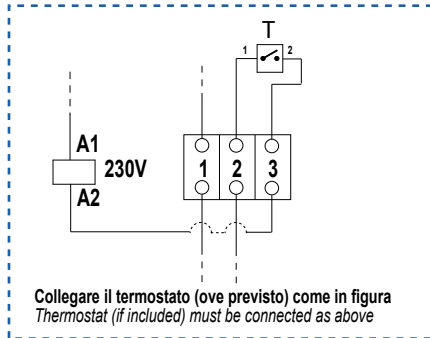 T
1 2
A1
230V
A2
1 2 3
Collegare il termostato (ove previsto) come in figura
Thermostat (if included) must be connected as above